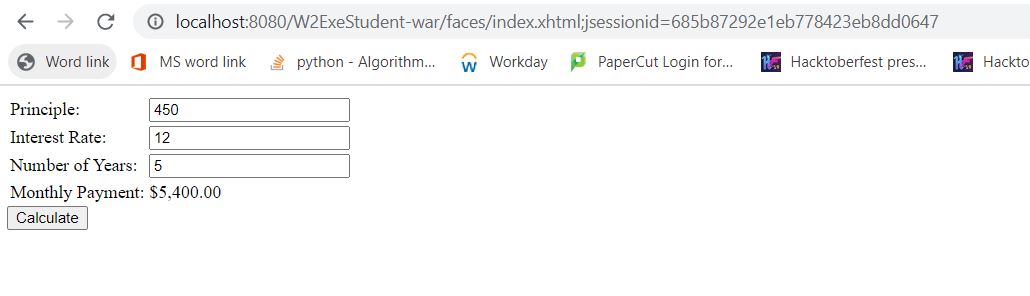 localhost:8080/W2ExeStudent-war/faces/index.xhtml;jsessionid=685b87292e1eb778423eb8dd0647
Word link MS word link python - Algorithm... Workday PaperCut Login for... Hacktoberfest pres... Hackto
Principle: 450
Interest Rate: 12
Number of Years: 5
Monthly Payment: $5,400.00
Calculate